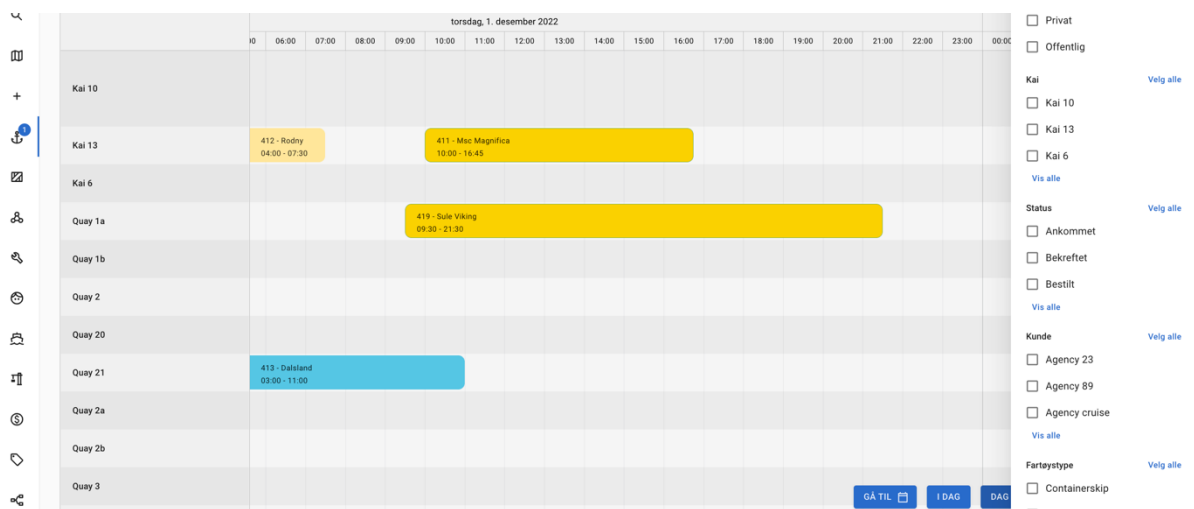 torsdag, 1. desember 2022
06:00 07:00 08:00 09:00 10:00 11:00 12:00 13:00 14:00 15:00 16:00 17:00 18:00 19:00 20:00 21:00 22:00 23:00 00:00
Kai 10
1
Kai 13
412 - Rodny
04:00 - 07:30
411 - Msc Magnifica
10:00 - 16:45
Kai 6
Quay 1a
419 - Sule Viking
09:30 - 21:30
Quay 1b
Quay 2
Quay 20
Quay 21
413 - Dalsland
03:00 - 11:00
Quay 2a
Quay 2b
Quay 3
GÅ TIL
I DAG
DAG
Privat
Offentlig
Kai Velg alle
Kai 10
Kai 13
Kai 6
Vis alle
Status Velg alle
Ankommet
Bekreftet
Bestilt
Vis alle
Kunde Velg alle
Agency 23
Agency 89
Agency cruise
Vis alle
Fartøystype Velg alle
Containerskip